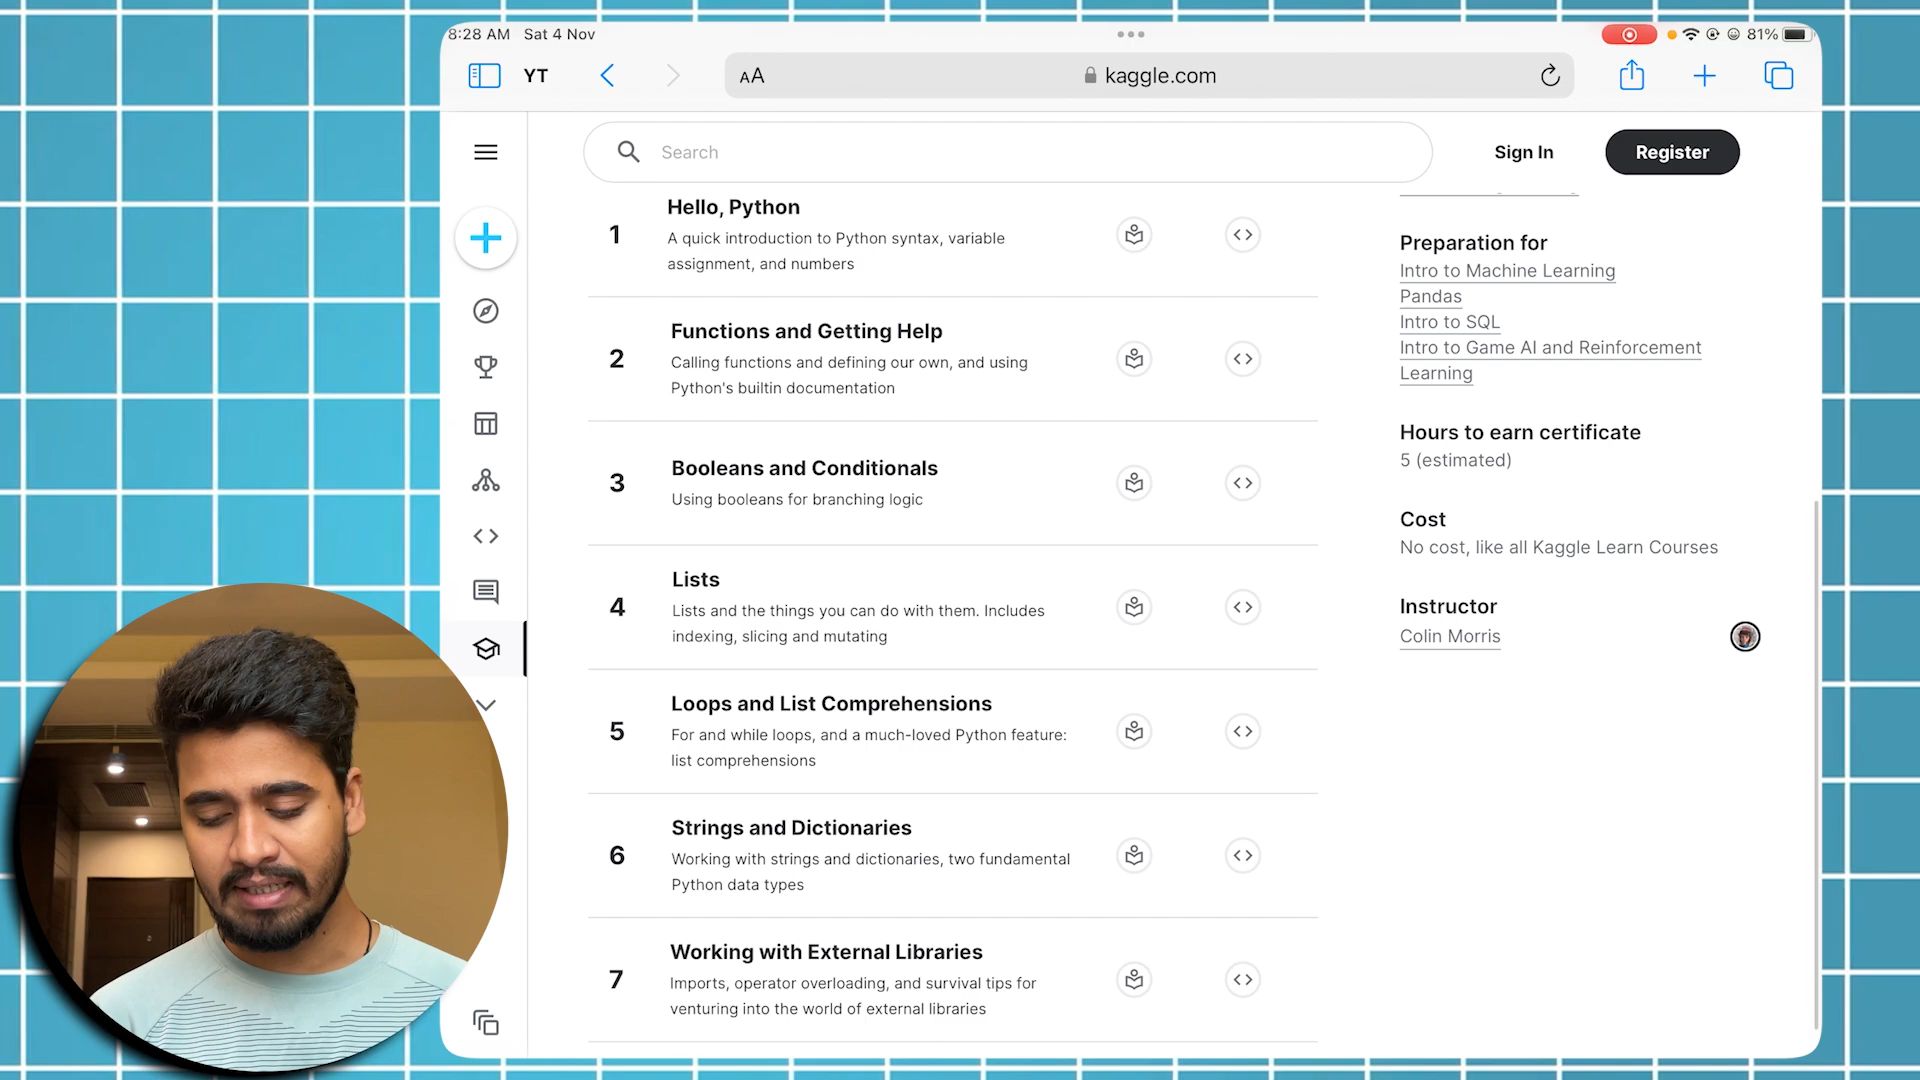 8:28 AM Sat 4 Nov
81%
YT
AA
kaggle.com
Search
Sign In
Register
1
Hello, Python
A quick introduction to Python syntax, variable
assignment, and numbers
2
Functions and Getting Help
Calling functions and defining our own, and using
Python's builtin documentation
3
Booleans and Conditionals
Using booleans for branching logic
4
Lists
Lists and the things you can do with them. Includes
indexing, slicing and mutating
5
Loops and List Comprehensions
For and while loops, and a much-loved Python feature:
list comprehensions
6
Strings and Dictionaries
Working with strings and dictionaries, two fundamental
Python data types
7
Working with External Libraries
Imports, operator overloading, and survival tips for
venturing into the world of external libraries
Preparation for
Intro to Machine Learning
Pandas
Intro to SQL
Intro to Game AI and Reinforcement
Learning
Hours to earn certificate
5 (estimated)
Cost
No cost, like all Kaggle Learn Courses
Instructor
Colin Morris